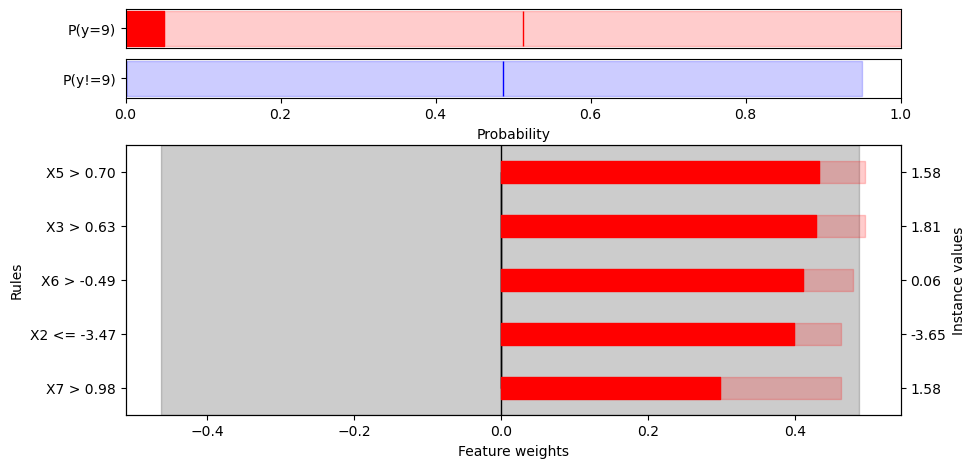 P(y=9)
P(y!=9)
0.0 0.2 0.4 0.6 0.8 1.0
Probability
X5 > 0.70 1.58
X3 > 0.63 1.81
X6 > -0.49 0.06
X2 <= -3.47 -3.65
X7 > 0.98 1.58
Rules
Instance values
−0.4 −0.2 0.0 0.2 0.4
Feature weights